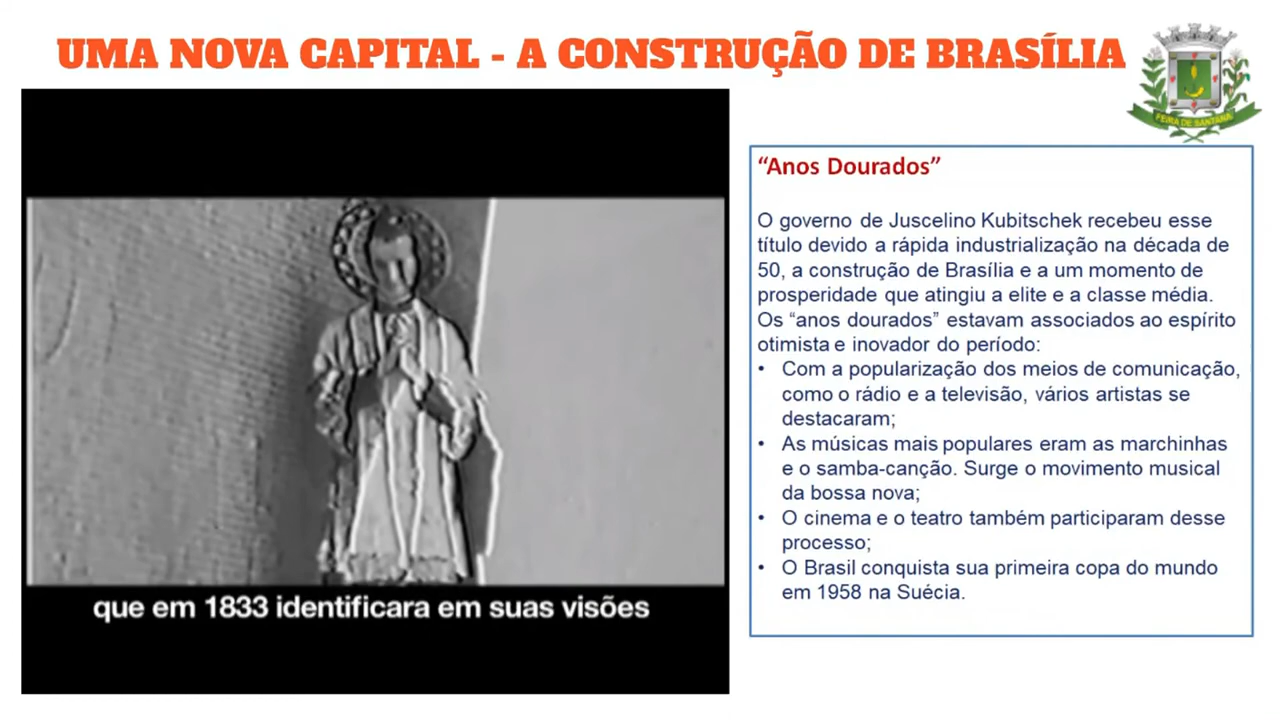 UMA NOVA CAPITAL - A CONSTRUÇÃO DE BRASÍLIA
FEIRA DE SANTANA
que em 1833 identificara em suas visões
“Anos Dourados”
O governo de Juscelino Kubitschek recebeu esse
título devido a rápida industrialização na década de
50, a construção de Brasília e a um momento de
prosperidade que atingiu a elite e a classe média.
Os “anos dourados” estavam associados ao espírito
otimista e inovador do período:
• Com a popularização dos meios de comunicação,
como o rádio e a televisão, vários artistas se
destacaram;
• As músicas mais populares eram as marchinhas
e o samba-canção. Surge o movimento musical
da bossa nova;
• O cinema e o teatro também participaram desse
processo;
• O Brasil conquista sua primeira copa do mundo
em 1958 na Suécia.